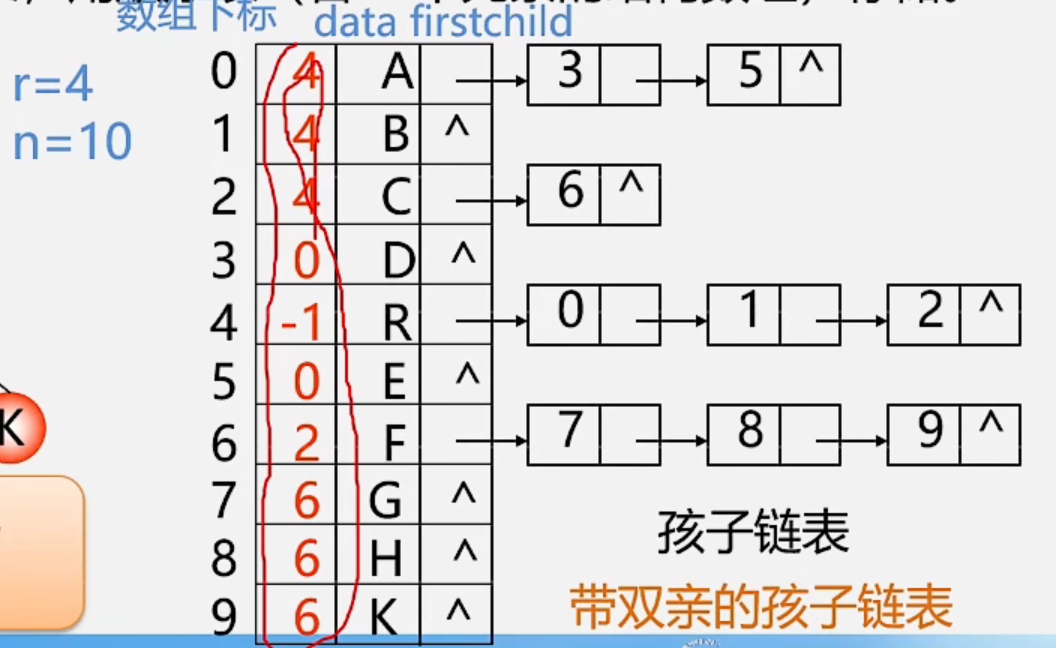 数组下标 data firstchild
r=4
n=10
0 4 A 3 5 ^
1 4 B ^
2 4 C 6 ^
3 0 D ^
4 -1 R 0 1 2 ^
5 0 E ^
6 2 F 7 8 9 ^
7 6 G ^
8 6 H ^
9 6 K ^
K
孩子链表
带双亲的孩子链表